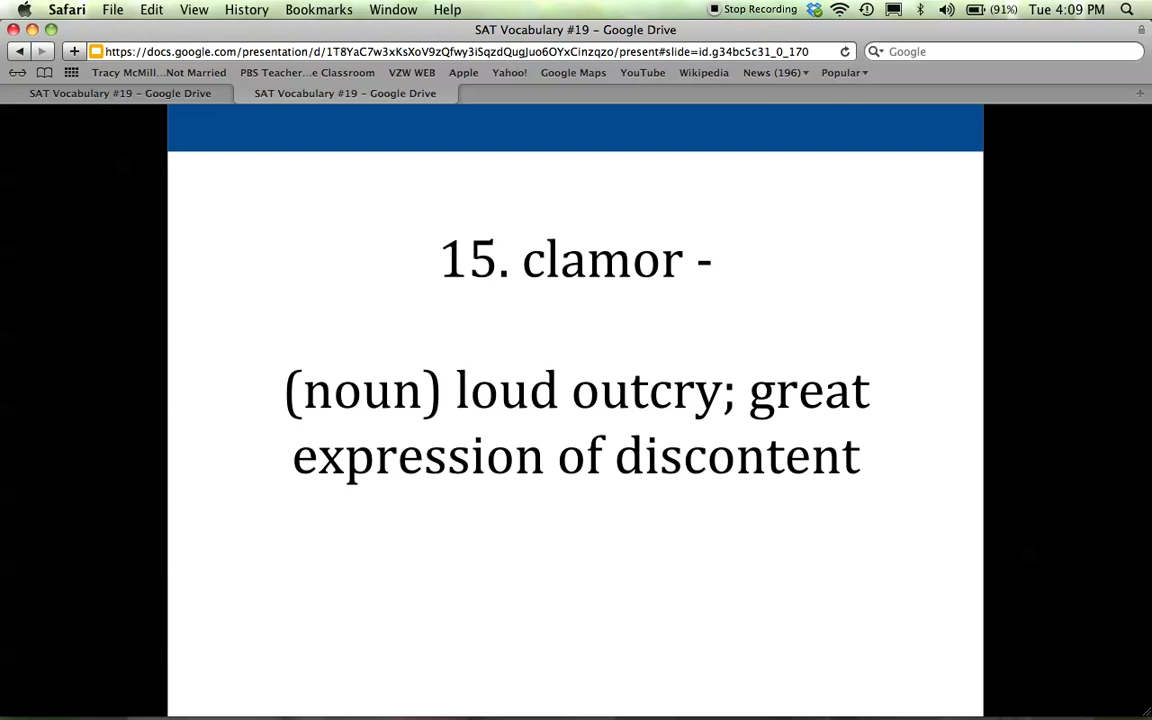 Safari File Edit View History Bookmarks Window Help Stop Recording (91%) Tue 4:09 PM
SAT Vocabulary #19 – Google Drive
https://docs.google.com/presentation/d/1T8YaC7w3xKsXoV9zQfwy3iSqzdQugJuo6OYxCinzqzo/present#slide=id.g34bc5c31_0_170 Google
Tracy McMill...Not Married PBS Teacher...e Classroom VZW WEB Apple Yahoo! Google Maps YouTube Wikipedia News (196) Popular
SAT Vocabulary #19 – Google Drive SAT Vocabulary #19 – Google Drive
15. clamor -
(noun) loud outcry; great
expression of discontent